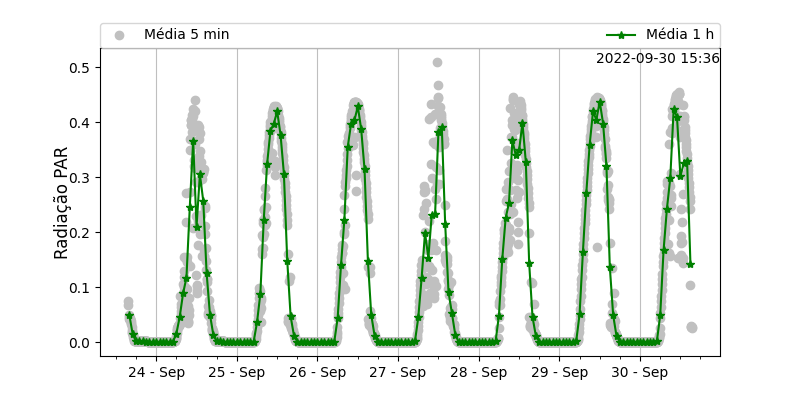 Média 5 min
Média 1 h
2022-09-30 15:36
Radiação PAR
0.5
0.4
0.3
0.2
0.1
0.0
24 - Sep
25 - Sep
26 - Sep
27 - Sep
28 - Sep
29 - Sep
30 - Sep